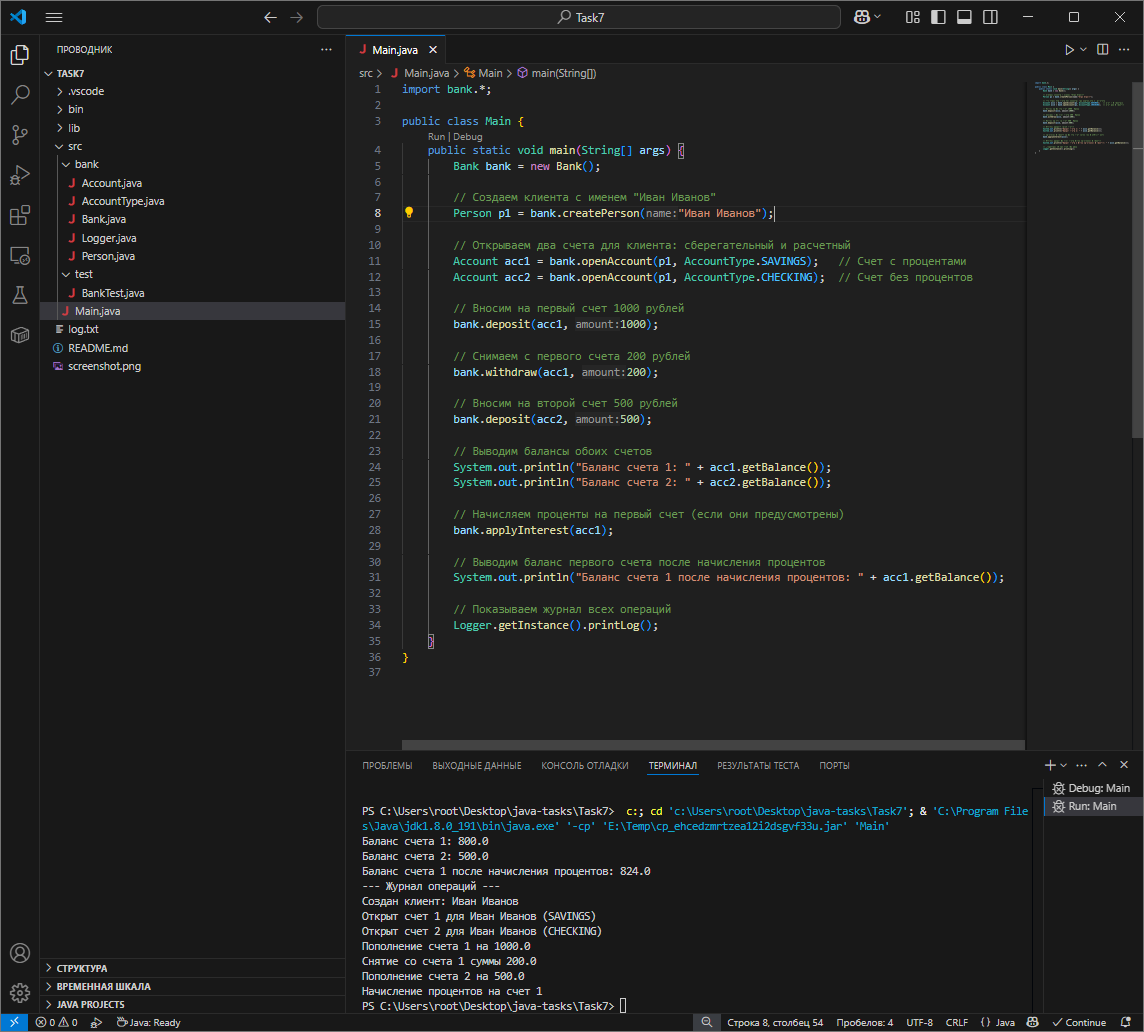 Task7
ПРОВОДНИК
TASK7
.vscode
bin
lib
src
bank
Account.java
AccountType.java
Bank.java
Logger.java
Person.java
test
BankTest.java
Main.java
log.txt
README.md
screenshot.png
СТРУКТУРА
ВРЕМЕННАЯ ШКАЛА
JAVA PROJECTS
Main.java
src > Main.java > Main > main(String[])
1 import bank.*;
2
3 public class Main {
Run | Debug
4 public static void main(String[] args) {
5 Bank bank = new Bank();
6
7 // Создаем клиента с именем "Иван Иванов"
8 Person p1 = bank.createPerson(name:"Иван Иванов");
9
10 // Открываем два счета для клиента: сберегательный и расчетный
11 Account acc1 = bank.openAccount(p1, AccountType.SAVINGS); // Счет с процентами
12 Account acc2 = bank.openAccount(p1, AccountType.CHECKING); // Счет без процентов
13
14 // Вносим на первый счет 1000 рублей
15 bank.deposit(acc1, amount:1000);
16
17 // Снимаем с первого счета 200 рублей
18 bank.withdraw(acc1, amount:200);
19
20 // Вносим на второй счет 500 рублей
21 bank.deposit(acc2, amount:500);
22
23 // Выводим балансы обоих счетов
24 System.out.println("Баланс счета 1: " + acc1.getBalance());
25 System.out.println("Баланс счета 2: " + acc2.getBalance());
26
27 // Начисляем проценты на первый счет (если они предусмотрены)
28 bank.applyInterest(acc1);
29
30 // Выводим баланс первого счета после начисления процентов
31 System.out.println("Баланс счета 1 после начисления процентов: " + acc1.getBalance());
32
33 // Показываем журнал всех операций
34 Logger.getInstance().printLog();
35 }
36 }
37
ПРОБЛЕМЫ ВЫХОДНЫЕ ДАННЫЕ КОНСОЛЬ ОТЛАДКИ ТЕРМИНАЛ РЕЗУЛЬТАТЫ ТЕСТА ПОРТЫ
Debug: Main
Run: Main
PS C:\Users\root\Desktop\java-tasks\Task7> c:; cd 'c:\Users\root\Desktop\java-tasks\Task7'; & 'C:\Program File
s\Java\jdk1.8.0_191\bin\java.exe' '-cp' 'E:\Temp\cp_ehcedzmrtzea12i2dsgvf33u.jar' 'Main'
Баланс счета 1: 800.0
Баланс счета 2: 500.0
Баланс счета 1 после начисления процентов: 824.0
--- Журнал операций ---
Создан клиент: Иван Иванов
Открыт счет 1 для Иван Иванов (SAVINGS)
Открыт счет 2 для Иван Иванов (CHECKING)
Пополнение счета 1 на 1000.0
Снятие со счета 1 суммы 200.0
Пополнение счета 2 на 500.0
Начисление процентов на счет 1
PS C:\Users\root\Desktop\java-tasks\Task7>
0 0 Java: Ready Строка 8, столбец 54 Пробелов: 4 UTF-8 CRLF {} Java Continue